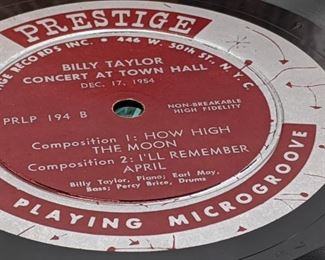 PRESTIGE
RECORDS INC. • 446 W. 50th ST., N.Y.C.
BILLY TAYLOR
CONCERT AT TOWN HALL
DEC. 17, 1954
NON-BREAKABLE
HIGH FIDELITY
PRLP 194 B
Composition 1: HOW HIGH
THE MOON
Composition 2: I'LL REMEMBER
APRIL
Billy Taylor, Piano; Earl May,
Bass; Percy Brice, Drums
PLAYING MICROGROOVE